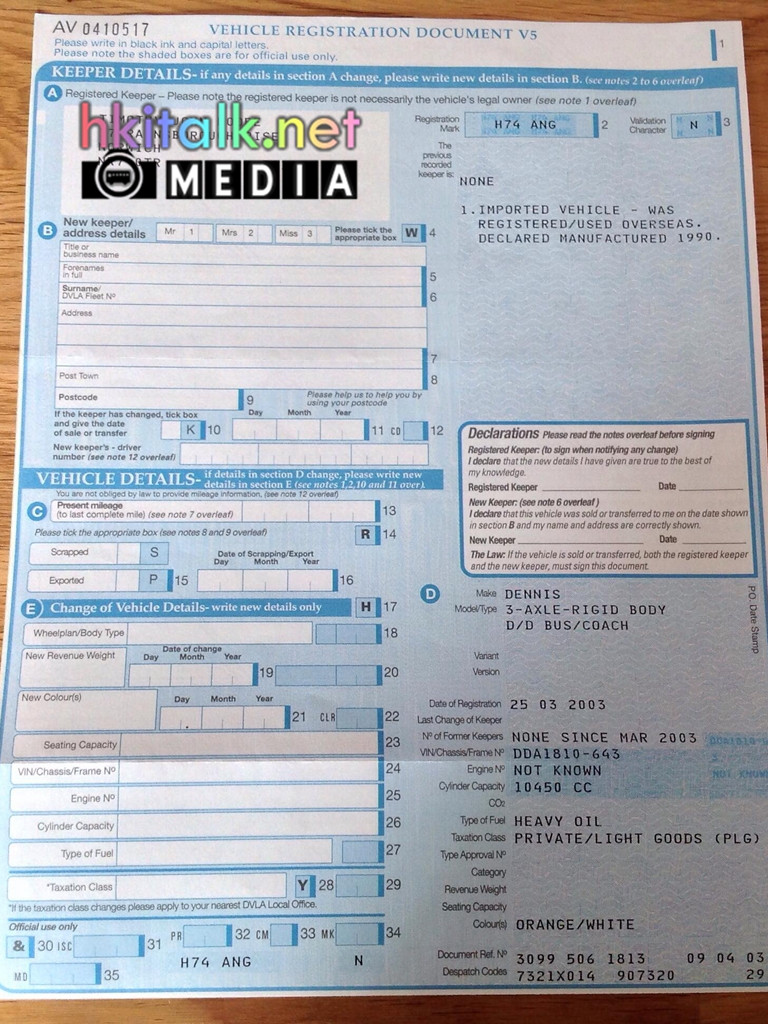 AV 0410517
VEHICLE REGISTRATION DOCUMENT V5
1
Please write in black ink and capital letters.
Please note the shaded boxes are for official use only.
KEEPER DETAILS- if any details in section A change, please write new details in section B. (see notes 2 to 6 overleaf)
A Registered Keeper – Please note the registered keeper is not necessarily the vehicle's legal owner (see note 1 overleaf)
hkitalk.net
MEDIA
Registration Mark H74 ANG 2 Validation Character N 3
The previous recorded keeper is:
NONE
1.IMPORTED VEHICLE - WAS
REGISTERED/USED OVERSEAS.
DECLARED MANUFACTURED 1990.
B New keeper/ address details Mr 1 Mrs 2 Miss 3 Please tick the appropriate box W 4
Title or business name
Forenames in full 5
Surname/ DVLA Fleet Nº 6
Address
7
Post Town 8
Postcode 9 Please help us to help you by using your postcode
If the keeper has changed, tick box and give the date of sale or transfer K 10 Day Month Year 11 CD 12
New keeper's - driver number (see note 12 overleaf)
VEHICLE DETAILS- if details in section D change, please write new details in section E (see notes 1,2,10 and 11 over).
You are not obliged by law to provide mileage information, (see note 12 overleaf)
C Present mileage (to last complete mile) (see note 7 overleaf) 13
Please tick the appropriate box (see notes 8 and 9 overleaf) R 14
Scrapped S Date of Scrapping/Export
Day Month Year
Exported P 15 16
E Change of Vehicle Details- write new details only H 17
Wheelplan/Body Type 18
New Revenue Weight Date of change
Day Month Year 19 20
New Colour(s) Day Month Year 21 CLR 22
Seating Capacity 23
VIN/Chassis/Frame Nº 24
Engine Nº 25
Cylinder Capacity 26
Type of Fuel 27
*Taxation Class Y 28 29
*If the taxation class changes please apply to your nearest DVLA Local Office.
Official use only
& 30 ISC 31 PR 32 CM 33 MK 34
H74 ANG N
MD 35
Declarations Please read the notes overleaf before signing
Registered Keeper: (to sign when notifying any change)
I declare that the new details I have given are true to the best of
my knowledge.
Registered Keeper Date
New Keeper: (see note 6 overleaf)
I declare that this vehicle was sold or transferred to me on the date shown
in section B and my name and address are correctly shown.
New Keeper Date
The Law: If the vehicle is sold or transferred, both the registered keeper
and the new keeper, must sign this document.
P.O. Date Stamp
D Make DENNIS
Model/Type 3-AXLE-RIGID BODY
D/D BUS/COACH
Variant
Version
Date of Registration 25 03 2003
Last Change of Keeper
Nº of Former Keepers NONE SINCE MAR 2003
VIN/Chassis/Frame Nº DDA1810-643
Engine Nº NOT KNOWN
Cylinder Capacity 10450 CC
CO2
Type of Fuel HEAVY OIL
Taxation Class PRIVATE/LIGHT GOODS (PLG)
Type Approval Nº
Category
Revenue Weight
Seating Capacity
Colour(s) ORANGE/WHITE
Document Ref. Nº 3099 506 1813 09 04 03
Despatch Codes 7321X014 907320 29